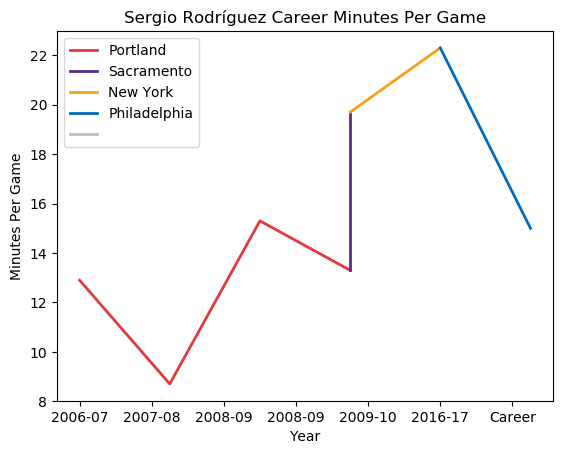 Sergio Rodríguez Career Minutes Per Game
Portland
Sacramento
New York
Philadelphia
22
20
18
16
14
12
10
8
Minutes Per Game
2006-07 2007-08 2008-09 2008-09 2009-10 2016-17 Career
Year